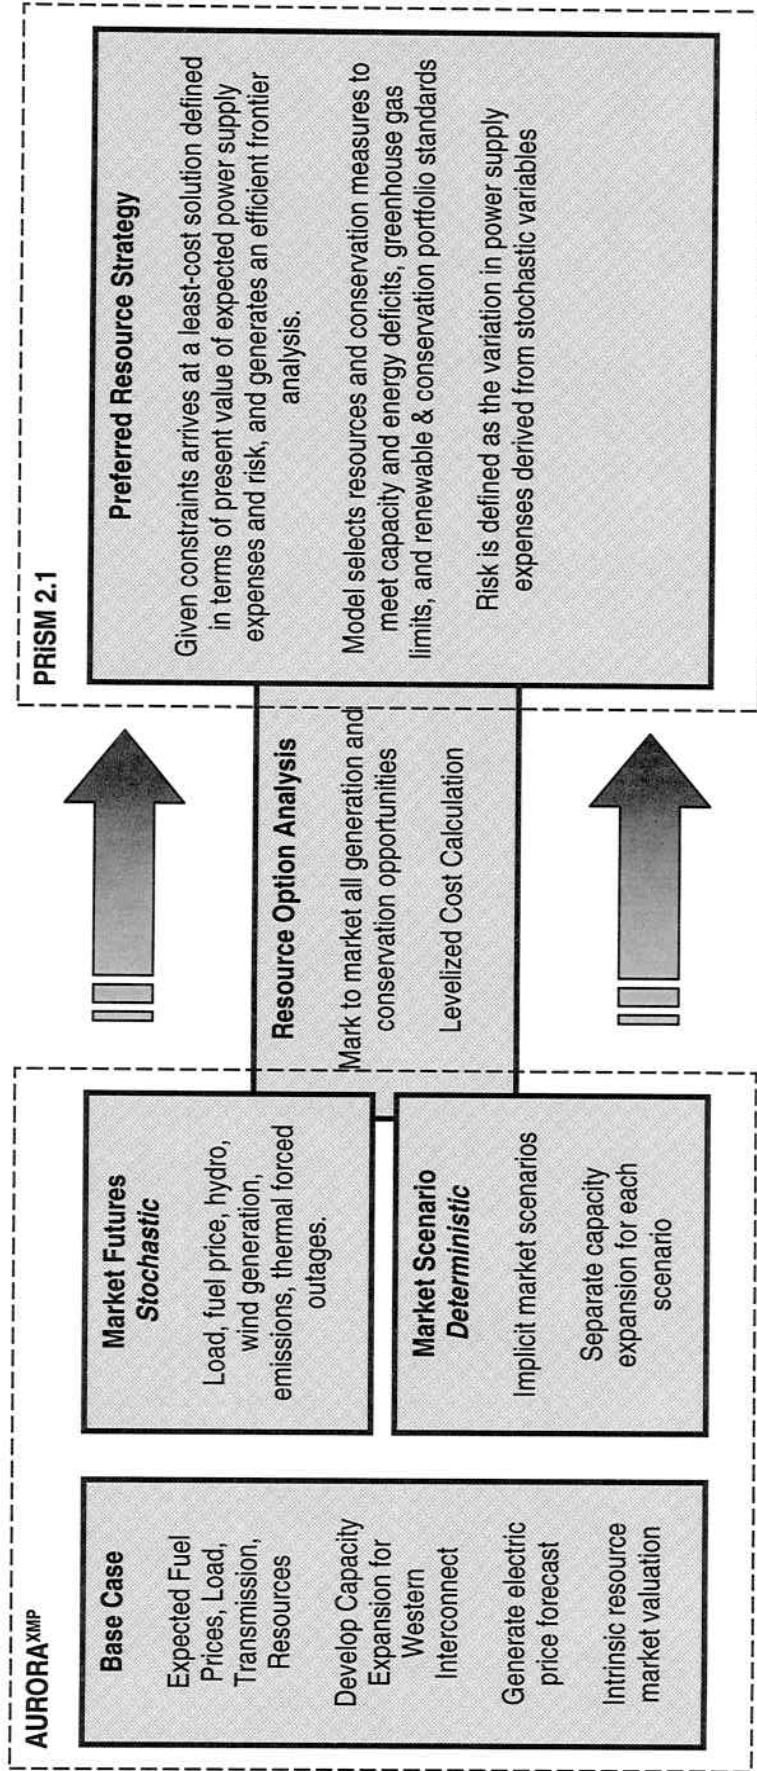 AURORAXMP
Base Case
Expected Fuel
Prices, Load,
Transmission,
Resources
Develop Capacity
Expansion for
Western
Interconnect
Generate electric
price forecast
Intrinsic resource
market valuation
Market Futures
Stochastic
Load, fuel price, hydro,
wind generation,
emissions, thermal forced
outages.
Market Scenario
Deterministic
Implicit market scenarios
Separate capacity
expansion for each
scenario
Resource Option Analysis
Mark to market all generation and
conservation opportunities
Levelized Cost Calculation
PRiSM 2.1
Preferred Resource Strategy
Given constraints arrives at a least-cost solution defined
in terms of present value of expected power supply
expenses and risk, and generates an efficient frontier
analysis.
Model selects resources and conservation measures to
meet capacity and energy deficits, greenhouse gas
limits, and renewable & conservation portfolio standards
Risk is defined as the variation in power supply
expenses derived from stochastic variables